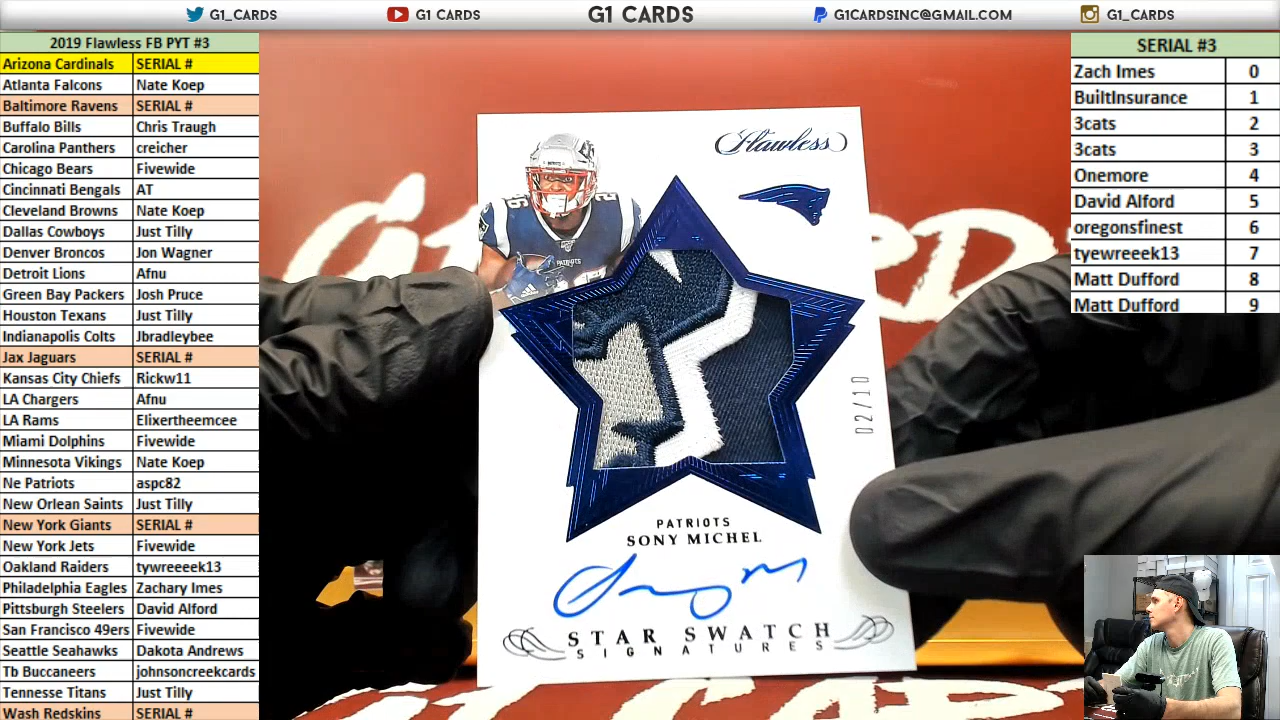 G1_CARDS
G1 CARDS
G1 CARDS
G1CARDSINC@GMAIL.COM
G1_CARDS
2019 Flawless FB PYT #3
Arizona Cardinals SERIAL #
Atlanta Falcons Nate Koep
Baltimore Ravens SERIAL #
Buffalo Bills Chris Traugh
Carolina Panthers creicher
Chicago Bears Fivewide
Cincinnati Bengals AT
Cleveland Browns Nate Koep
Dallas Cowboys Just Tilly
Denver Broncos Jon Wagner
Detroit Lions Afnu
Green Bay Packers Josh Pruce
Houston Texans Just Tilly
Indianapolis Colts Jbradleybee
Jax Jaguars SERIAL #
Kansas City Chiefs Rickw11
LA Chargers Afnu
LA Rams Elixertheemcee
Miami Dolphins Fivewide
Minnesota Vikings Nate Koep
Ne Patriots aspc82
New Orlean Saints Just Tilly
New York Giants SERIAL #
New York Jets Fivewide
Oakland Raiders tywreeeek13
Philadelphia Eagles Zachary Imes
Pittsburgh Steelers David Alford
San Francisco 49ers Fivewide
Seattle Seahawks Dakota Andrews
Tb Buccaneers johnsoncreekcards
Tennesse Titans Just Tilly
Wash Redskins SERIAL #
Flawless
PATRIOTS
26
02/10
PATRIOTS
SONY MICHEL
STAR SWATCH
SIGNATURES
SERIAL #3
Zach Imes 0
BuiltInsurance 1
3cats 2
3cats 3
Onemore 4
David Alford 5
oregonsfinest 6
tyewreeek13 7
Matt Dufford 8
Matt Dufford 9